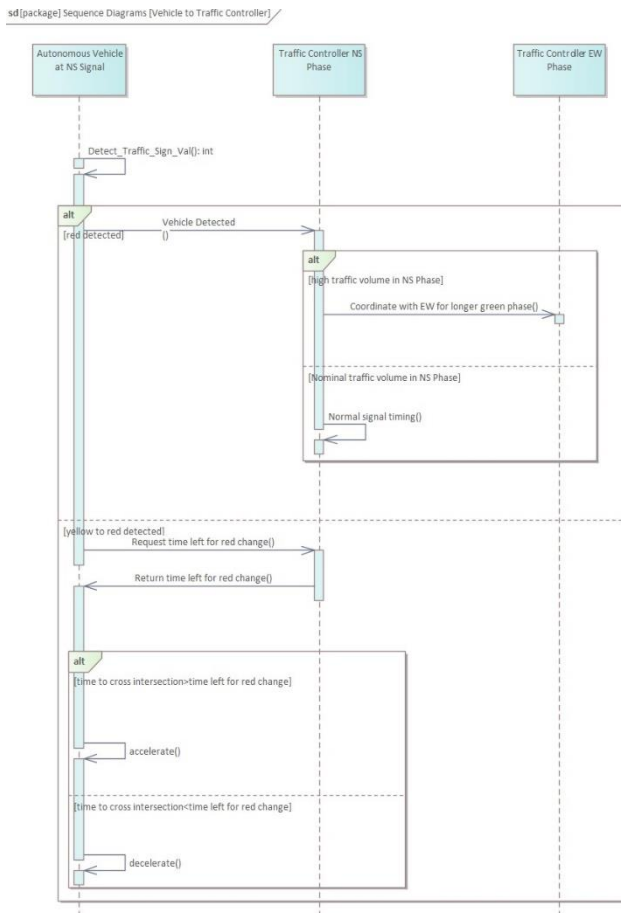 sd [package] Sequence Diagrams [Vehicle to Traffic Controller]
Autonomous Vehicle
at NS Signal
Traffic Controller NS
Phase
Traffic Controller EW
Phase
Detect_Traffic_Sign_Val(): int
alt
[red detected]
Vehicle Detected
()
alt
[high traffic volume in NS Phase]
Coordinate with EW for longer green phase()
[Nominal traffic volume in NS Phase]
Normal signal timing()
[yellow to red detected]
Request time left for red change()
Return time left for red change()
alt
[time to cross intersection>time left for red change]
accelerate()
[time to cross intersection<time left for red change]
decelerate()